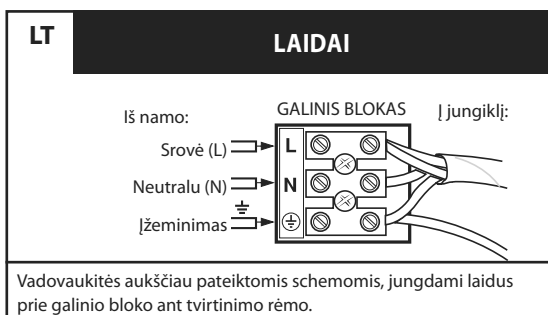 LT
LAIDAI
Iš namo:
GALINIS BLOKAS
Į jungiklį:
Srovė (L)
L
Neutralu (N)
N
Įžeminimas
Vadovaukitės aukščiau pateiktomis schemomis, jungdami laidus
prie galinio bloko ant tvirtinimo rėmo.